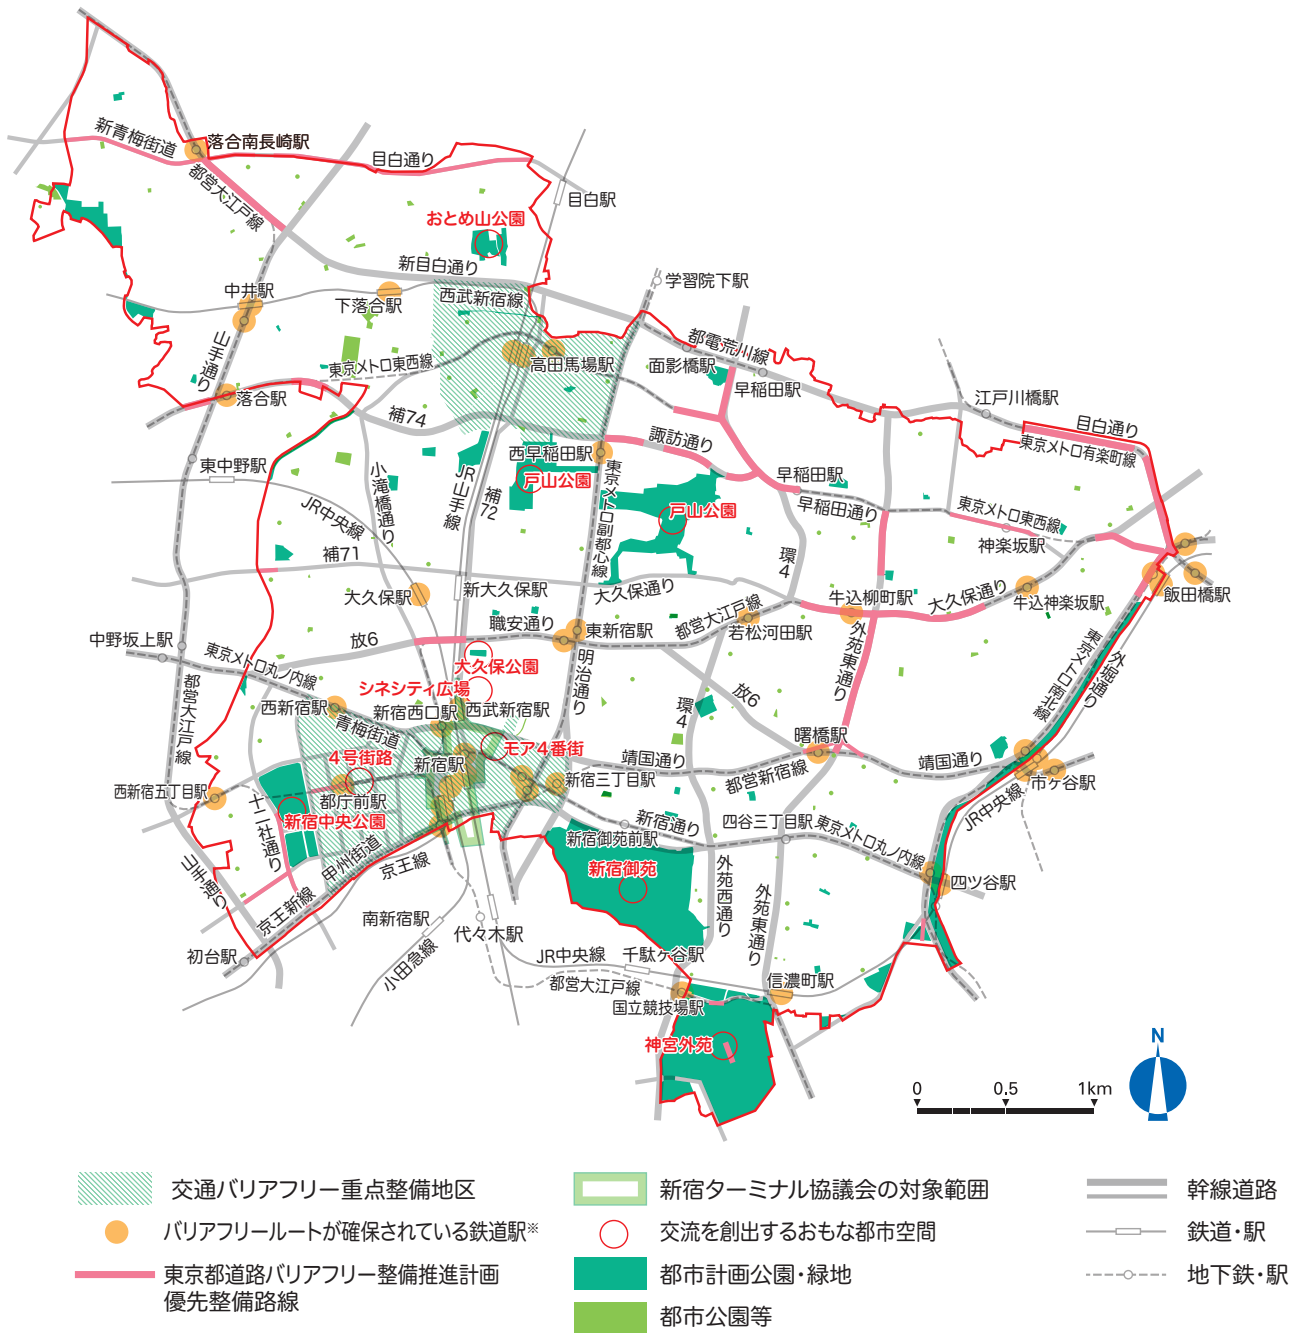 新青梅街道
落合南長崎駅
都営大江戸線
目白通り
目白駅
おとめ山公園
新目白通り
学習院下駅
中井駅
下落合駅
西武新宿線
都電荒川線
山手通り
東京メトロ東西線
高田馬場駅
面影橋駅
早稲田駅
江戸川橋駅
目白通り
東京メトロ有楽町線
落合駅
補74
諏訪通り
西早稲田駅
東中野駅
小滝橋通り
JR山手線
補72
戸山公園
東京メトロ副都心線
戸山公園
早稲田駅
早稲田通り
東京メトロ東西線
神楽坂駅
JR中央線
補71
大久保駅
新大久保駅
大久保通り
環4
牛込柳町駅
大久保通り
牛込神楽坂駅
飯田橋駅
中野坂上駅
放6
職安通り
東新宿駅
都営大江戸線
若松河田駅
外苑東通り
東京メトロ南北線
外堀通り
東京メトロ丸ノ内線
都営大江戸線
大久保公園
シネシティ広場
明治通り
西新宿駅
青梅街道
新宿西口駅
西武新宿駅
環4
放6
曙橋駅
4号街路
新宿駅
モア4番街
靖国通り
都営新宿線
靖国通り
市ケ谷駅
西新宿五丁目駅
都庁前駅
新宿三丁目駅
JR中央線
新宿中央公園
十二社通り
新宿通り
新宿御苑前駅
四谷三丁目駅
東京メトロ丸ノ内線
甲州街道
京王線
山手通り
京王新線
新宿御苑
外苑西通り
外苑東通り
四ツ谷駅
南新宿駅
代々木駅
初台駅
小田急線
JR中央線
千駄ヶ谷駅
都営大江戸線
信濃町駅
国立競技場駅
神宮外苑
N
0 0.5 1km
交通バリアフリー重点整備地区
バリアフリールートが確保されている鉄道駅※
東京都道路バリアフリー整備推進計画
優先整備路線
新宿ターミナル協議会の対象範囲
交流を創出するおもな都市空間
都市計画公園・緑地
都市公園等
幹線道路
鉄道・駅
地下鉄・駅